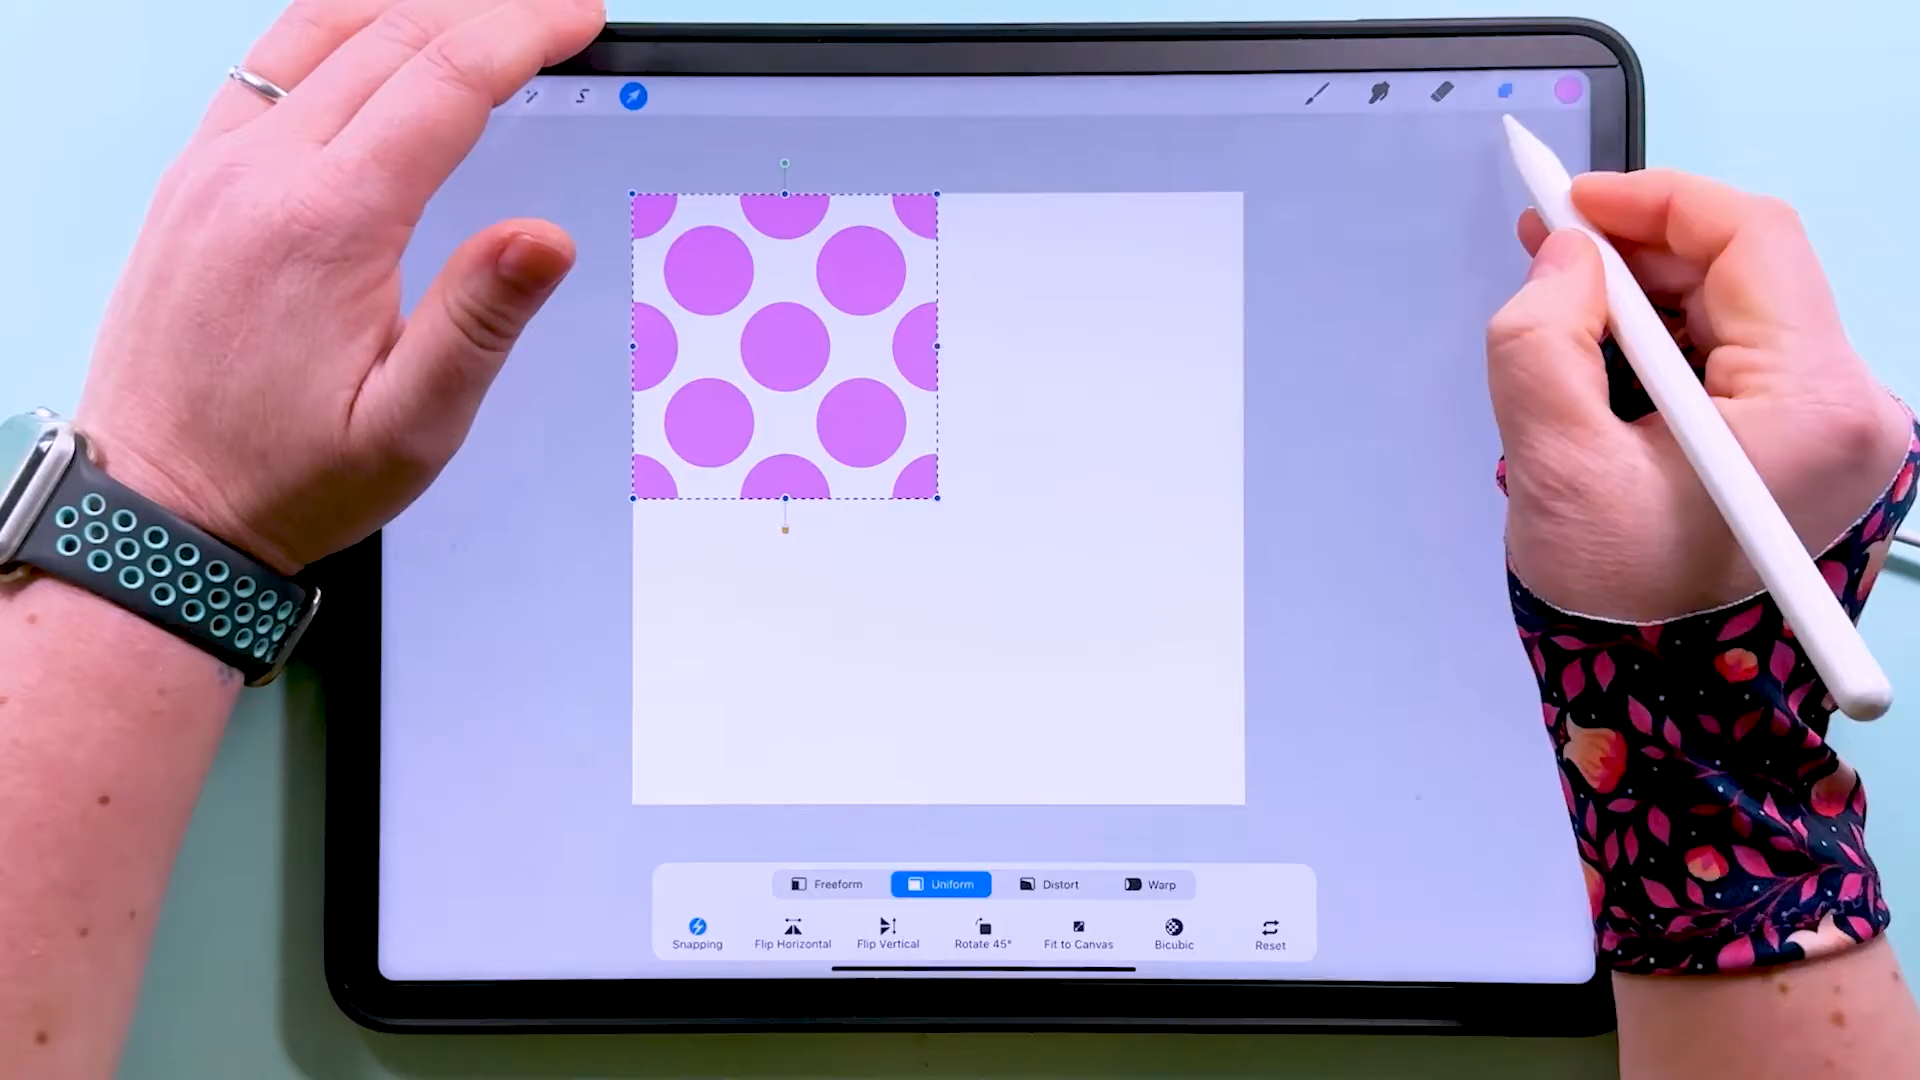 Freeform Uniform Distort Warp
Snapping Flip Horizontal Flip Vertical Rotate 45° Fit to Canvas Bicubic Reset